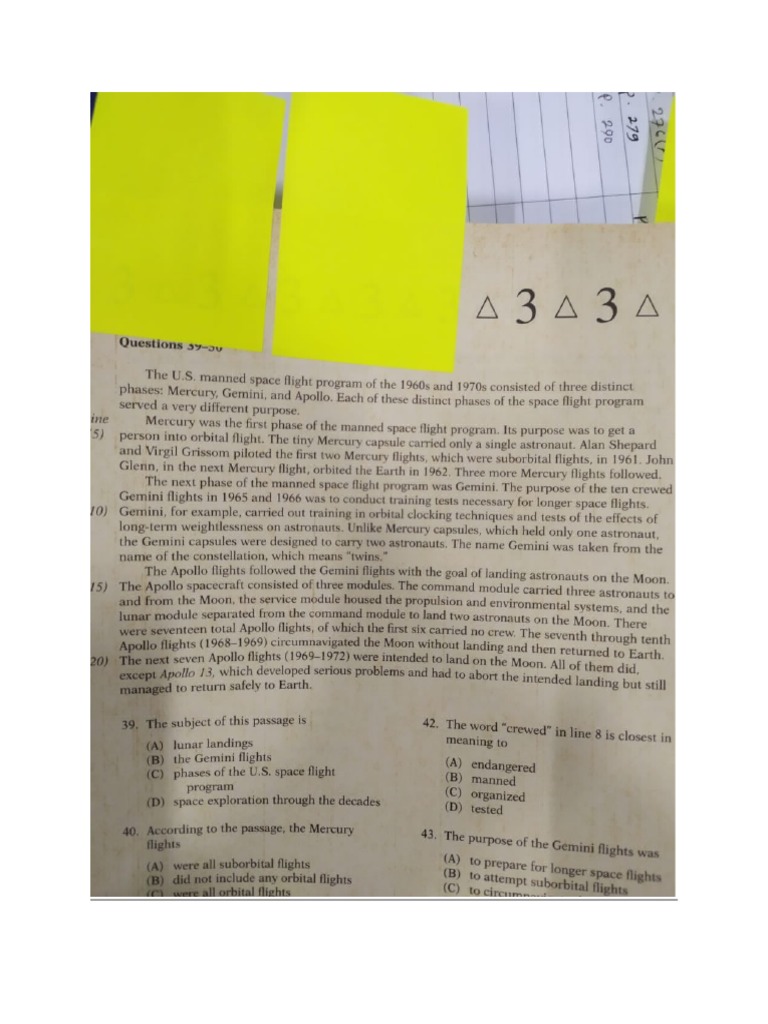 276(1)
p. 279
p. 290
△ 3 △ 3 △
Questions 39–50
The U.S. manned space flight program of the 1960s and 1970s consisted of three distinct
phases: Mercury, Gemini, and Apollo. Each of these distinct phases of the space flight program
served a very different purpose.
ine
Mercury was the first phase of the manned space flight program. Its purpose was to get a
5) person into orbital flight. The tiny Mercury capsule carried only a single astronaut. Alan Shepard
and Virgil Grissom piloted the first two Mercury flights, which were suborbital flights, in 1961. John
Glenn, in the next Mercury flight, orbited the Earth in 1962. Three more Mercury flights followed.
The next phase of the manned space flight program was Gemini. The purpose of the ten crewed
Gemini flights in 1965 and 1966 was to conduct training tests necessary for longer space flights.
10) Gemini, for example, carried out training in orbital clocking techniques and tests of the effects of
long-term weightlessness on astronauts. Unlike Mercury capsules, which held only one astronaut,
the Gemini capsules were designed to carry two astronauts. The name Gemini was taken from the
name of the constellation, which means "twins."
The Apollo flights followed the Gemini flights with the goal of landing astronauts on the Moon.
15) The Apollo spacecraft consisted of three modules. The command module carried three astronauts to
and from the Moon, the service module housed the propulsion and environmental systems, and the
lunar module separated from the command module to land two astronauts on the Moon. There
were seventeen total Apollo flights, of which the first six carried no crew. The seventh through tenth
Apollo flights (1968–1969) circumnavigated the Moon without landing and then returned to Earth.
20) The next seven Apollo flights (1969–1972) were intended to land on the Moon. All of them did,
except Apollo 13, which developed serious problems and had to abort the intended landing but still
managed to return safely to Earth.
39. The subject of this passage is
(A) lunar landings
(B) the Gemini flights
(C) phases of the U.S. space flight
program
(D) space exploration through the decades
40. According to the passage, the Mercury
flights
(A) were all suborbital flights
(B) did not include any orbital flights
(C) were all orbital flights
42. The word "crewed" in line 8 is closest in
meaning to
(A) endangered
(B) manned
(C) organized
(D) tested
43. The purpose of the Gemini flights was
(A) to prepare for longer space flights
(B) to attempt suborbital flights
(C) to